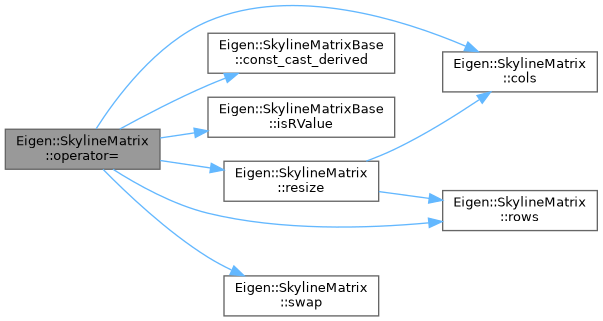 Eigen::SkylineMatrix
::operator=
Eigen::SkylineMatrixBase
::const_cast_derived
Eigen::SkylineMatrixBase
::isRValue
Eigen::SkylineMatrix
::resize
Eigen::SkylineMatrix
::swap
Eigen::SkylineMatrix
::cols
Eigen::SkylineMatrix
::rows